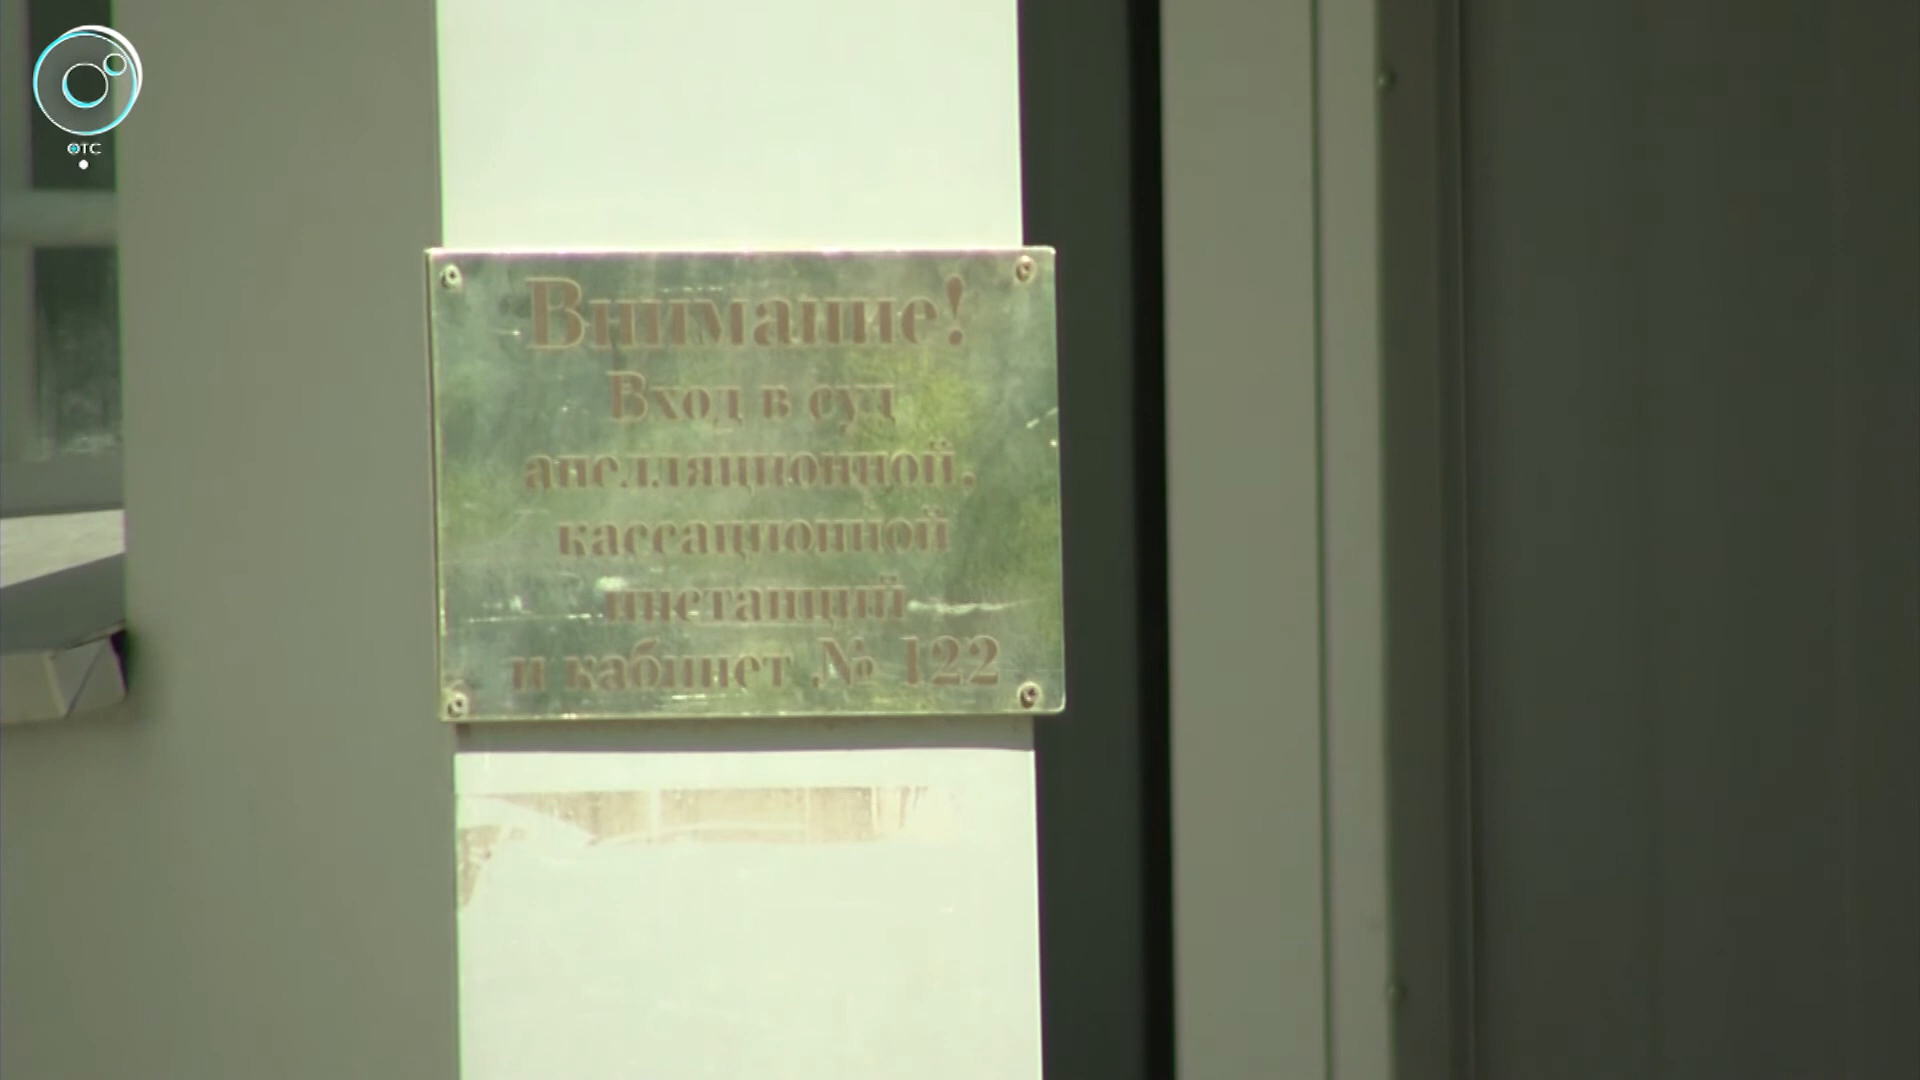 ОТС
Внимание!
Вход в суд
апелляционной,
кассационной
инстанций
и кабинет № 122